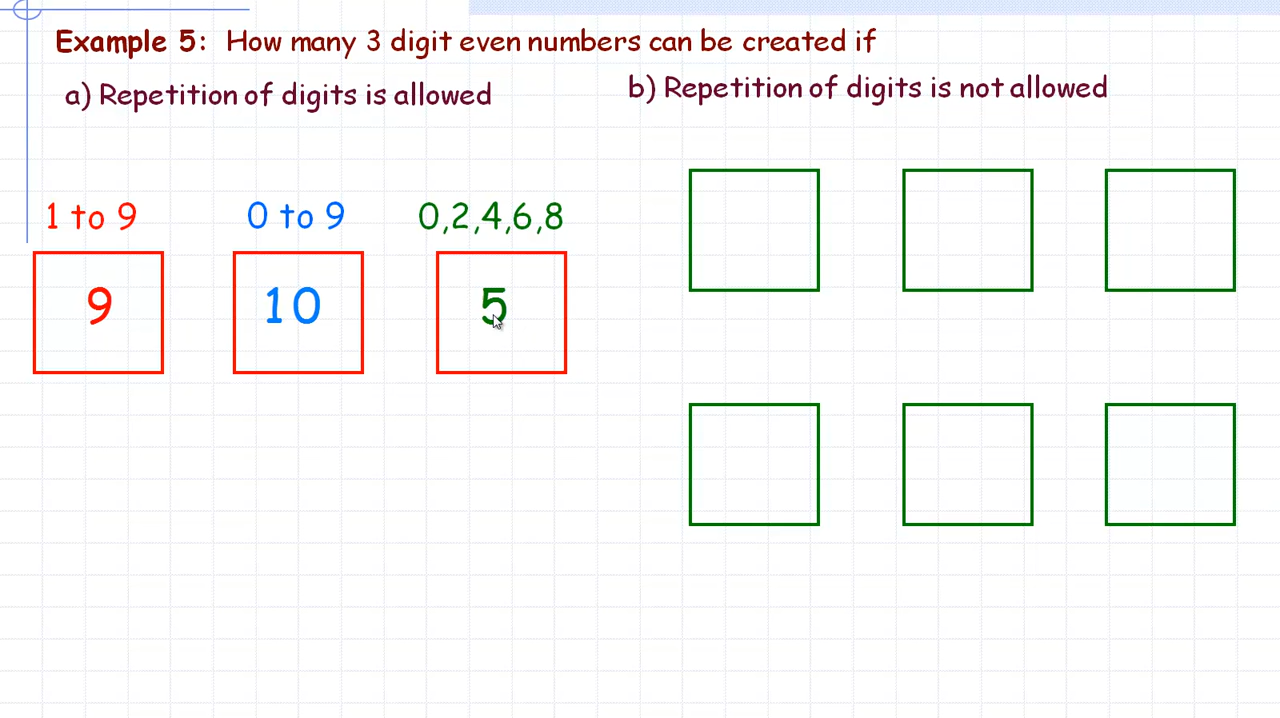 Example 5: How many 3 digit even numbers can be created if
a) Repetition of digits is allowed
b) Repetition of digits is not allowed
1 to 9
0 to 9
0,2,4,6,8
9
10
5